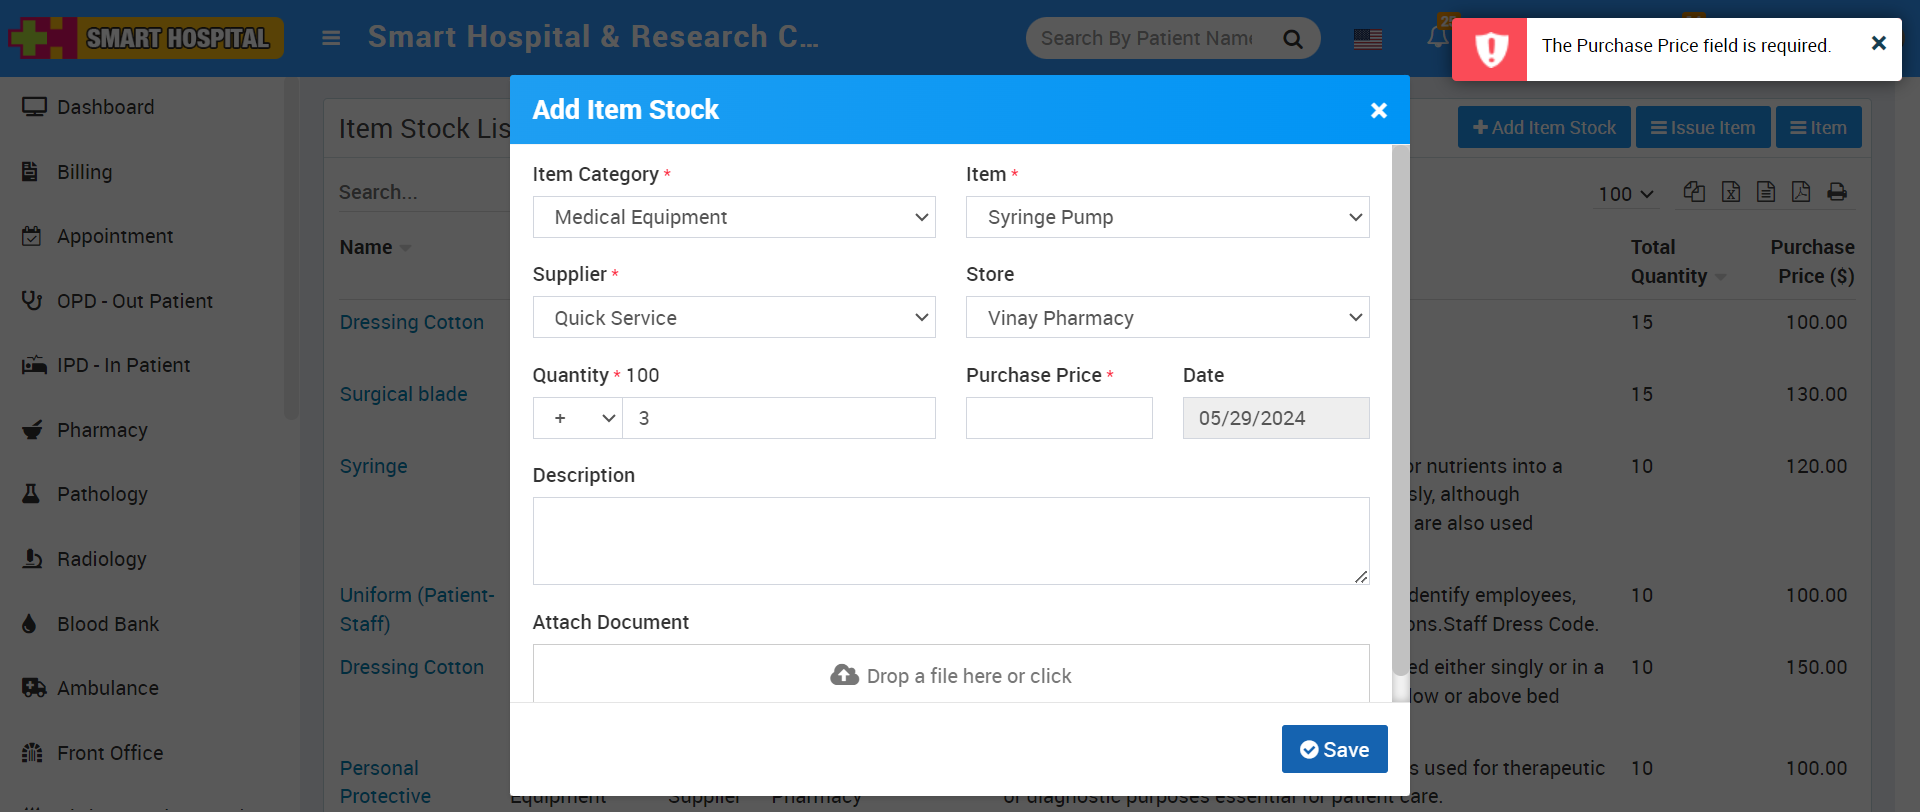 SMART HOSPITAL
Smart Hospital & Research C...
Search By Patient Name
25
The Purchase Price field is required.
Dashboard
Billing
Appointment
OPD - Out Patient
IPD - In Patient
Pharmacy
Pathology
Radiology
Blood Bank
Ambulance
Front Office
Item Stock Lis
Add Item Stock
Issue Item
Item
Search...
100
Name
Total Quantity
Purchase Price ($)
Dressing Cotton
15
100.00
Surgical blade
15
130.00
Syringe
or nutrients into a
sly, although
are also used
10
120.00
Uniform (Patient-
Staff)
dentify employees,
ons.Staff Dress Code.
10
100.00
Dressing Cotton
ed either singly or in a
low or above bed
10
150.00
Personal
Protective
Equipment
Supplier
Pharmacy
s used for therapeutic
or diagnostic purposes essential for patient care.
10
100.00
Add Item Stock
Item Category *
Medical Equipment
Item *
Syringe Pump
Supplier *
Quick Service
Store
Vinay Pharmacy
Quantity * 100
+
3
Purchase Price *
Date
05/29/2024
Description
Attach Document
Drop a file here or click
Save